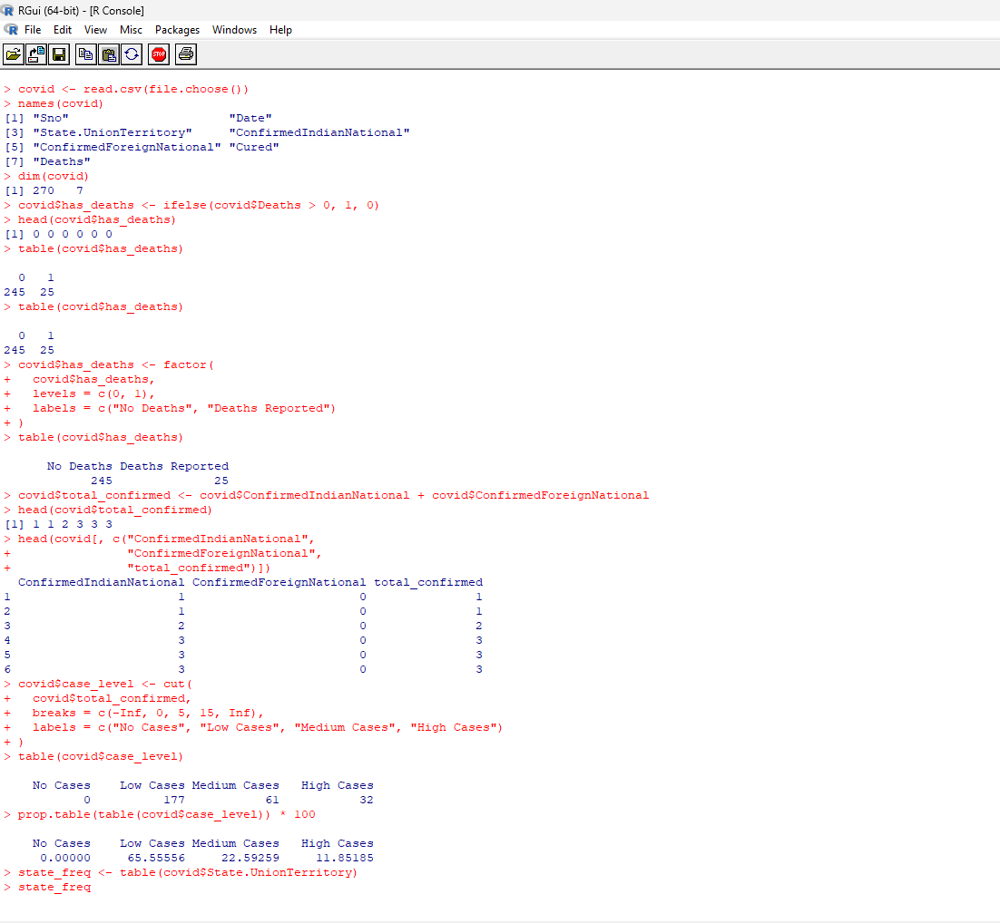 RGui (64-bit) - [R Console]
File Edit View Misc Packages Windows Help
STOP
> covid <- read.csv(file.choose())
> names(covid)
[1] "Sno"                      "Date"
[3] "State.UnionTerritory"     "ConfirmedIndianNational"
[5] "ConfirmedForeignNational" "Cured"
[7] "Deaths"
> dim(covid)
[1] 270   7
> covid$has_deaths <- ifelse(covid$Deaths > 0, 1, 0)
> head(covid$has_deaths)
[1] 0 0 0 0 0 0
> table(covid$has_deaths)
  0   1
245  25
> table(covid$has_deaths)
  0   1
245  25
> covid$has_deaths <- factor(
+   covid$has_deaths,
+   levels = c(0, 1),
+   labels = c("No Deaths", "Deaths Reported")
+ )
> table(covid$has_deaths)
      No Deaths Deaths Reported
            245              25
> covid$total_confirmed <- covid$ConfirmedIndianNational + covid$ConfirmedForeignNational
> head(covid$total_confirmed)
[1] 1 1 2 3 3 3
> head(covid[, c("ConfirmedIndianNational",
+                "ConfirmedForeignNational",
+                "total_confirmed")])
  ConfirmedIndianNational ConfirmedForeignNational total_confirmed
1                       1                        0               1
2                       1                        0               1
3                       2                        0               2
4                       3                        0               3
5                       3                        0               3
6                       3                        0               3
> covid$case_level <- cut(
+   covid$total_confirmed,
+   breaks = c(-Inf, 0, 5, 15, Inf),
+   labels = c("No Cases", "Low Cases", "Medium Cases", "High Cases")
+ )
> table(covid$case_level)
    No Cases    Low Cases Medium Cases   High Cases
           0          177           61           32
> prop.table(table(covid$case_level)) * 100
    No Cases    Low Cases Medium Cases   High Cases
     0.00000     65.55556     22.59259     11.85185
> state_freq <- table(covid$State.UnionTerritory)
> state_freq